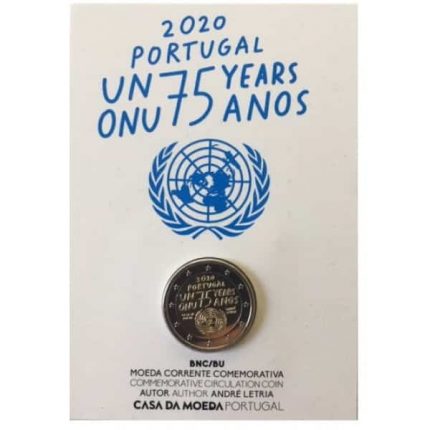 2020
PORTUGAL
UN 75 YEARS
ONU ANOS
2020
PORTUGAL
UN 75 YEARS
ONU ANOS
BNC/BU
MOEDA CORRENTE COMEMORATIVA
COMMEMORATIVE CIRCULATION COIN
AUTOR AUTHOR ANDRÉ LETRIA
CASA DA MOEDA PORTUGAL